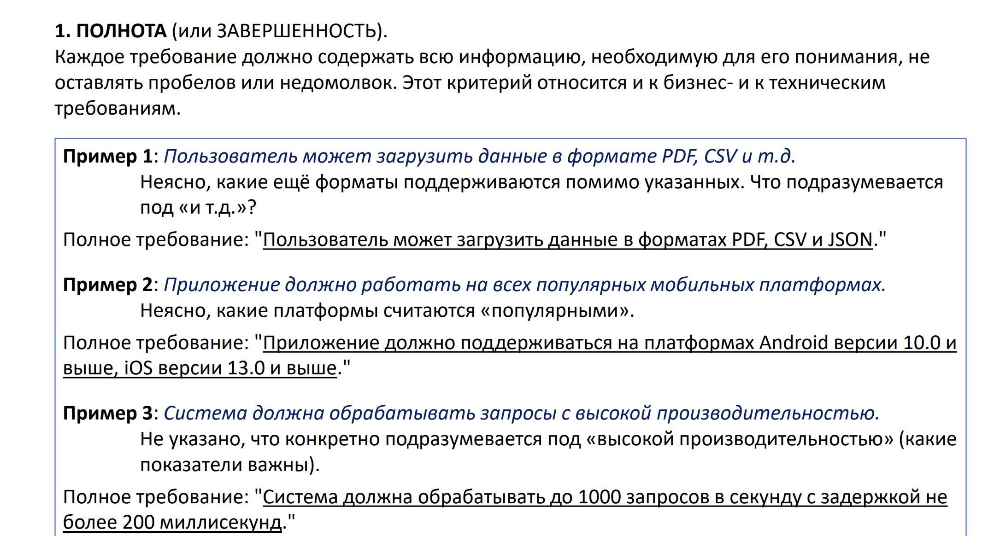 1. ПОЛНОТА (или ЗАВЕРШЕННОСТЬ).
Каждое требование должно содержать всю информацию, необходимую для его понимания, не
оставлять пробелов или недомолвок. Этот критерий относится и к бизнес- и к техническим
требованиям.
Пример 1: Пользователь может загрузить данные в формате PDF, CSV и т.д.
Неясно, какие ещё форматы поддерживаются помимо указанных. Что подразумевается
под «и т.д.»?
Полное требование: "Пользователь может загрузить данные в форматах PDF, CSV и JSON."
Пример 2: Приложение должно работать на всех популярных мобильных платформах.
Неясно, какие платформы считаются «популярными».
Полное требование: "Приложение должно поддерживаться на платформах Android версии 10.0 и
выше, iOS версии 13.0 и выше."
Пример 3: Система должна обрабатывать запросы с высокой производительностью.
Не указано, что конкретно подразумевается под «высокой производительностью» (какие
показатели важны).
Полное требование: "Система должна обрабатывать до 1000 запросов в секунду с задержкой не
более 200 миллисекунд."